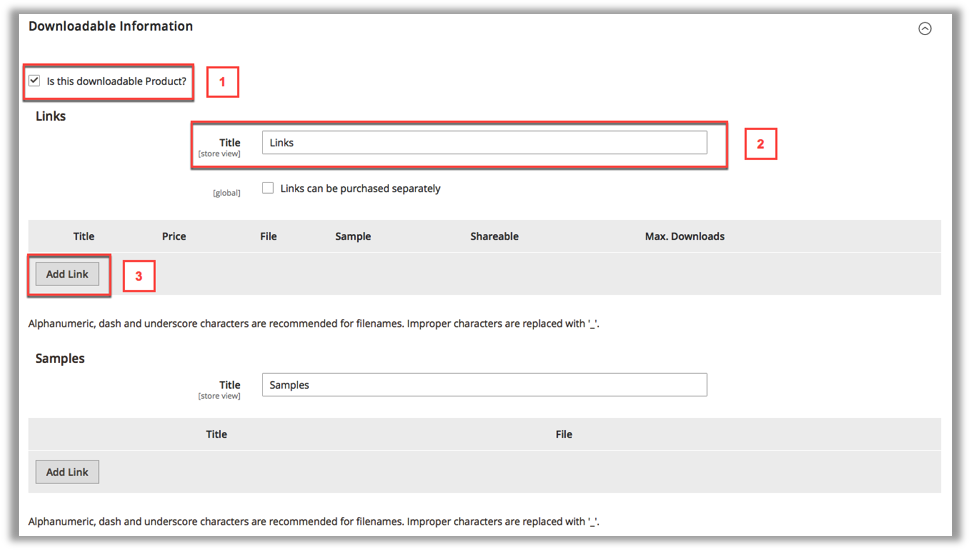 Downloadable Information
Is this downloadable Product?
1
Links
Title
[store view]
Links
2
[global]
Links can be purchased separately
Title Price File Sample Shareable Max. Downloads
Add Link
3
Alphanumeric, dash and underscore characters are recommended for filenames. Improper characters are replaced with '_'.
Samples
Title
[store view]
Samples
Title File
Add Link
Alphanumeric, dash and underscore characters are recommended for filenames. Improper characters are replaced with '_'.